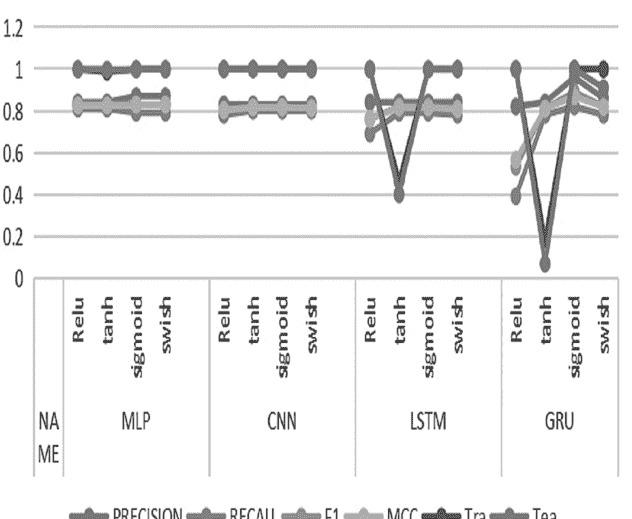 1.2
1
0.8
0.6
0.4
0.2
0
Relu
tanh
sigmoid
swish
Relu
tanh
sigmoid
swish
Relu
tanh
sigmoid
swish
Relu
tanh
sigmoid
swish
NA
ME
MLP
CNN
LSTM
GRU
PRECISION RECALL F1 MCC Tra Tea